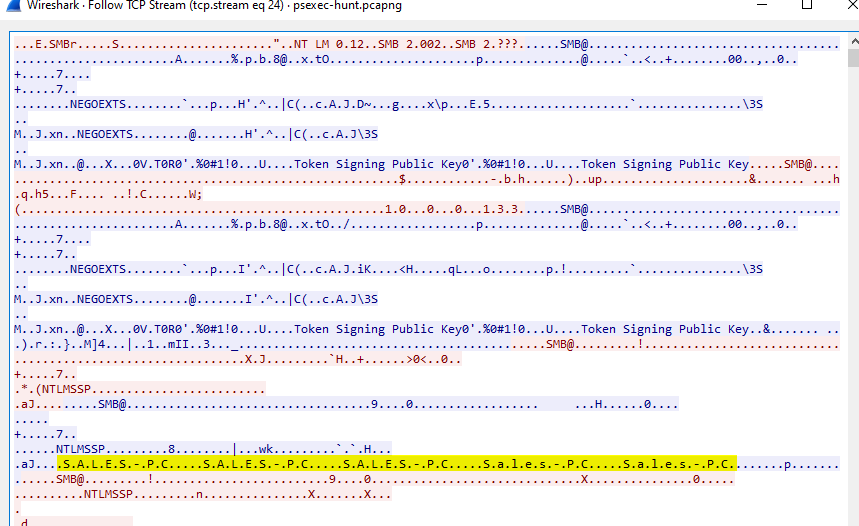 Wireshark · Follow TCP Stream (tcp.stream eq 24) · psexec-hunt.pcapng
...E.SMBr.....S......................"..NT LM 0.12..SMB 2.002..SMB 2.???......SMB@...................................
.......................A.......%.p.b.8@..x.tO....................p.............@.....`..<..+........00..,..0..
+.....7....
+.....7..
........NEGOEXTS........`...p...H'.^..|C(..c.A.J.D~...g....x\p...E.5....................`..............\3S
..
M..J.xn..NEGOEXTS........@.......H'.^..|C(..c.A.J\3S
..
M..J.xn..@...X...0V.T0R0'.%0#1!0...U....Token Signing Public Key0'.%0#1!0...U....Token Signing Public Key.....SMB@....
......................................................$............-.b.h......)..up.....................&...... ...h
.q.h5...F.... ..!.C......W;
(...................................................1.0...0...0...1.3.3......SMB@...................................
.......................A.......%.p.b.8@..x.tO../.................p.............@.....`..<..+........00..,..0..
+.....7....
+.....7..
........NEGOEXTS........`...p...I'.^..|C(..c.A.J.iK....<H.....qL...o........p.!.........`...............\3S
..
M..J.xn..NEGOEXTS........@.......I'.^..|C(..c.A.J\3S
..
M..J.xn..@...X...0V.T0R0'.%0#1!0...U....Token Signing Public Key0'.%0#1!0...U....Token Signing Public Key..&...... ..
.).r.:.}..M]4...|..1..mII..3..._..........................................SMB@.........!..........................
................................X.J.........`H..+......>0<..0..
+.....7..
.*.(NTLMSSP........................
.aJ.........SMB@..................................9....0.................     ...H......0....
.....
+.....7..
......NTLMSSP.........8........|...wk........`.`.H...
.aJ.....S.A.L.E.S.-.P.C.....S.A.L.E.S.-.P.C.....S.A.L.E.S.-.P.C.....S.a.l.e.s.-.P.C.....S.a.l.e.s.-.P.C.........p.......
......SMB@.........!........................9....0.............................X...............0.....
..........NTLMSSP.........n...............X.......X...
.
.d